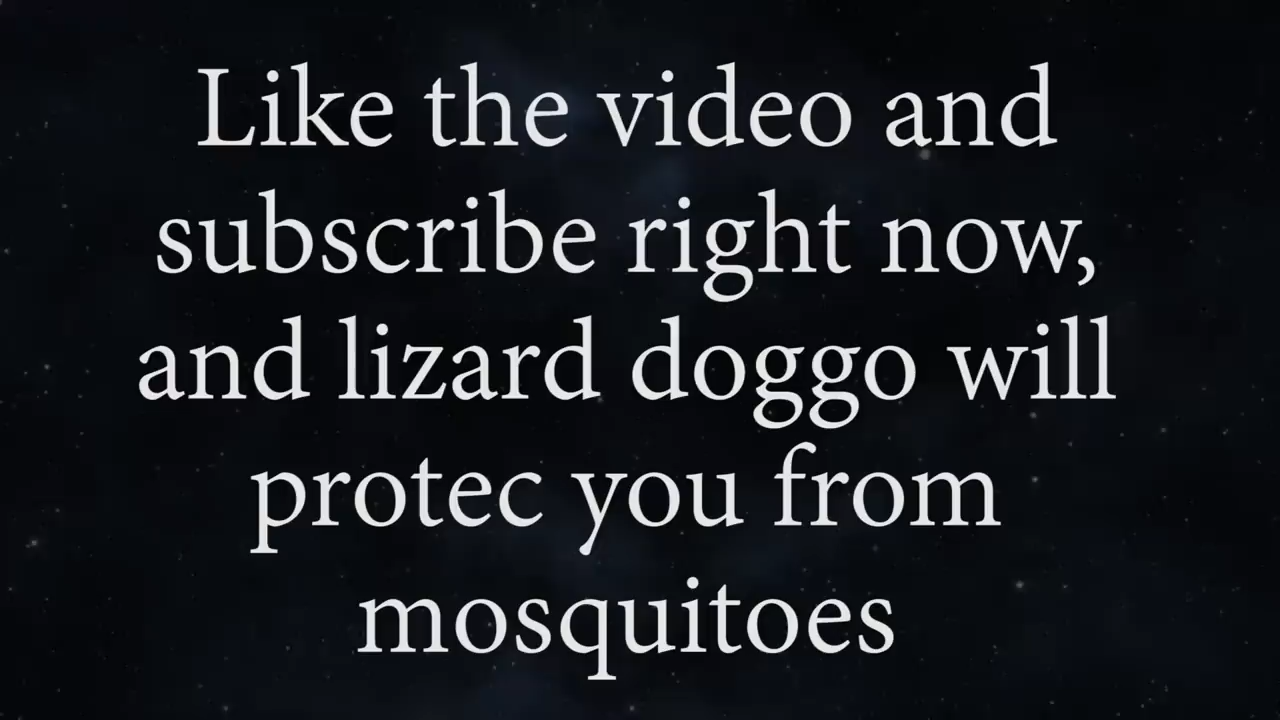 Like the video and
subscribe right now,
and lizard doggo will
protec you from
mosquitoes